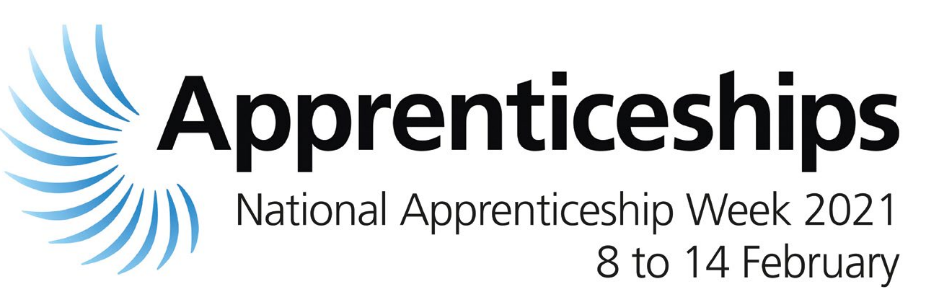 Apprenticeships
National Apprenticeship Week 2021
8 to 14 February